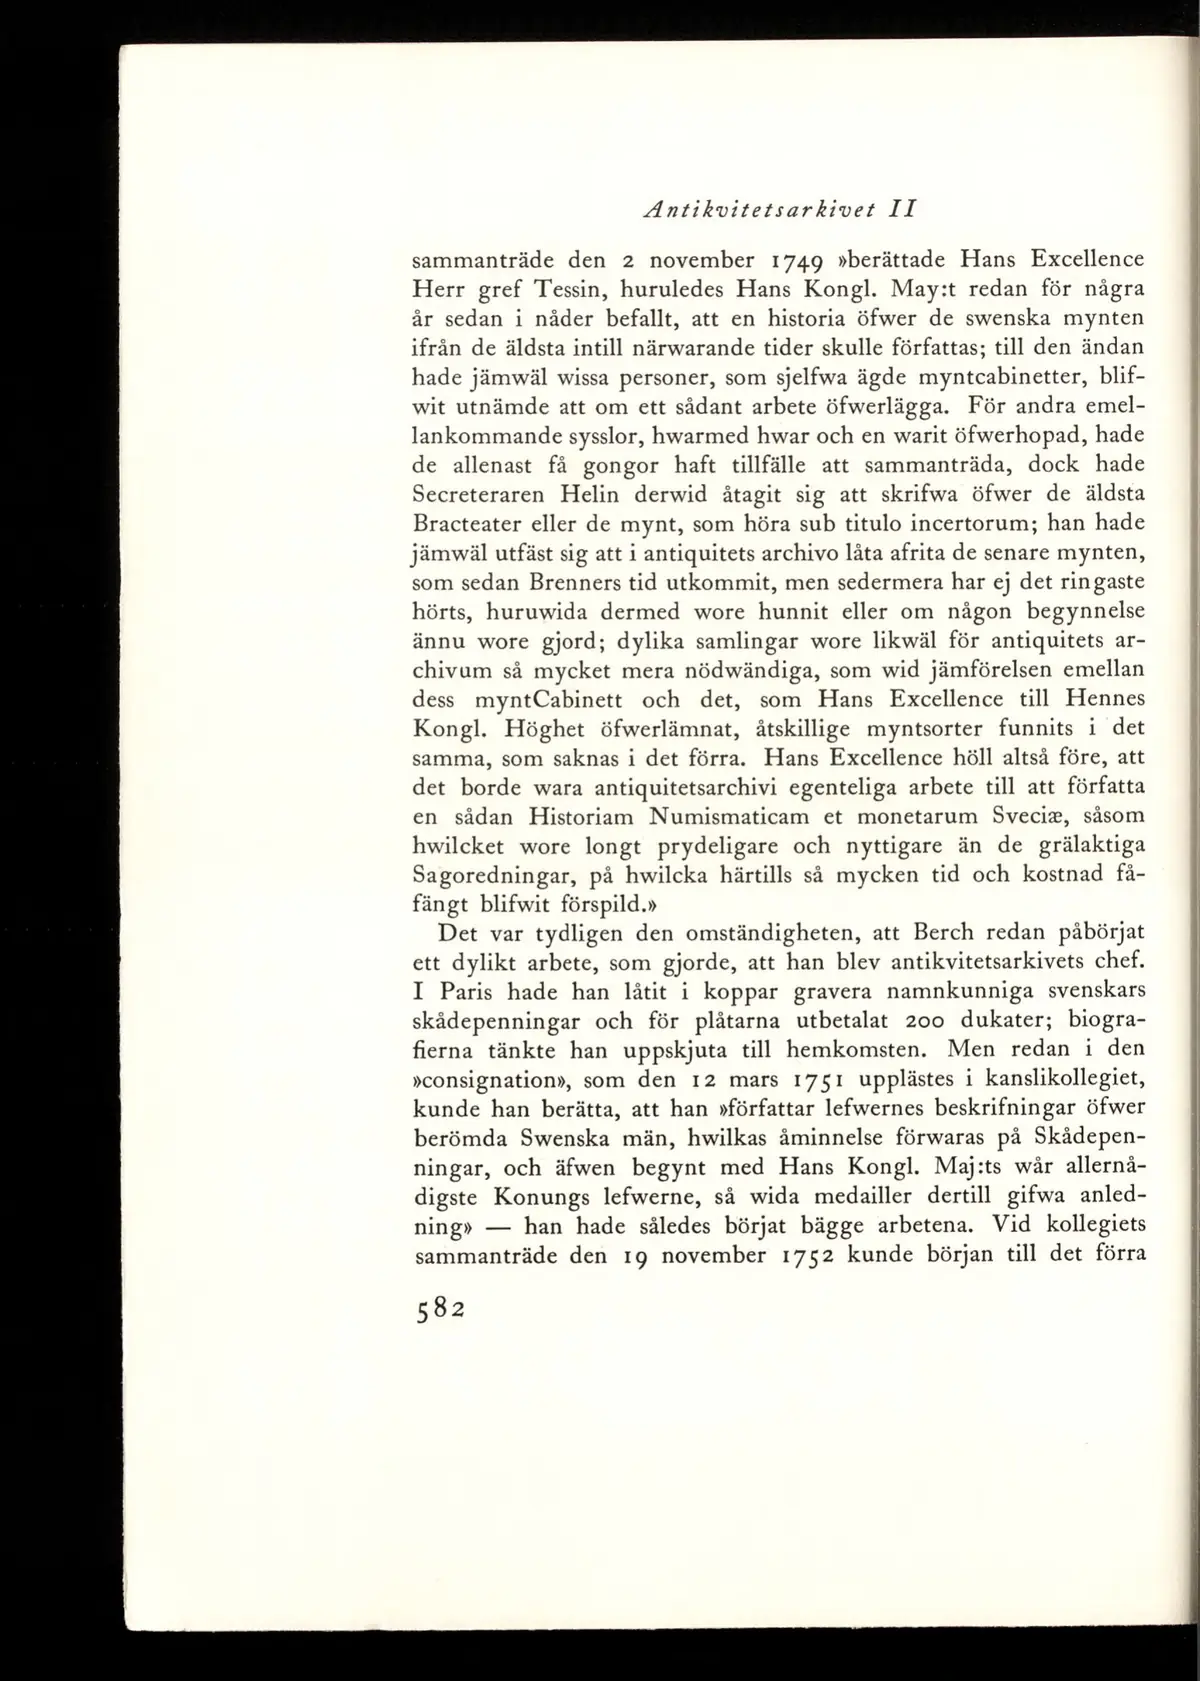 Antikvitetsarkivet II
sammanträde den 2 november 1749 »berättade Hans Excellence
Herr gref Tessin, huruledes Hans Kongl. May:t redan för några
år sedan i nåder befallt, att en historia öfwer de swenska mynten
ifrån de äldsta intill närwarande tider skulle författas; till den ändan
hade jämwäl wissa personer, som sjelfwa ägde myntcabinetter, blif-
wit utnämde att om ett sådant arbete öfwerlägga. För andra emel-
lankommande sysslor, hwarmed hwar och en warit öfwerhopad, hade
de allenast få gongor haft tillfälle att sammanträda, dock hade
Secreteraren Helin derwid åtagit sig att skrifwa öfwer de äldsta
Bracteater eller de mynt, som höra sub titulo incertorum; han hade
jämwäl utfäst sig att i antiquitets archivo låta afrita de senare mynten,
som sedan Brenners tid utkommit, men sedermera har ej det ringaste
hörts, huruwida dermed wore hunnit eller om någon begynnelse
ännu wore gjord; dylika samlingar wore likwäl för antiquitets ar-
chivum så mycket mera nödwändiga, som wid jämförelsen emellan
dess myntCabinett och det, som Hans Excellence till Hennes
Kongl. Höghet öfwerlämnat, åtskillige myntsorter funnits i det
samma, som saknas i det förra. Hans Excellence höll altså före, att
det borde wara antiquitetsarchivi egenteliga arbete till att författa
en sådan Historiam Numismaticam et monetarum Sveciæ, såsom
hwilcket wore longt prydeligare och nyttigare än de grälaktiga
Sagoredningar, på hwilcka härtills så mycken tid och kostnad få-
fängt blifwit förspild.»
Det var tydligen den omständigheten, att Berch redan påbörjat
ett dylikt arbete, som gjorde, att han blev antikvitetsarkivets chef.
I Paris hade han låtit i koppar gravera namnkunniga svenskars
skådepenningar och för plåtarna utbetalat 200 dukater; biogra-
fierna tänkte han uppskjuta till hemkomsten. Men redan i den
»consignation», som den 12 mars 1751 upplästes i kanslikollegiet,
kunde han berätta, att han »författar lefwernes beskrifningar öfwer
berömda Swenska män, hwilkas åminnelse förwaras på Skådepen-
ningar, och äfwen begynt med Hans Kongl. Maj:ts wår allernå-
digste Konungs lefwerne, så wida medailler dertill gifwa anled-
ning» — han hade således börjat bägge arbetena. Vid kollegiets
sammanträde den 19 november 1752 kunde början till det förra
582